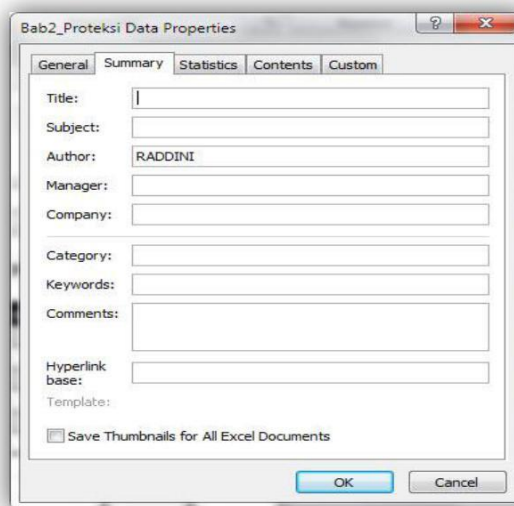 Bab2_Proteksi Data Properties
General Summary Statistics Contents Custom
Title:
Subject:
Author: RADDINI
Manager:
Company:
Category:
Keywords:
Comments:
Hyperlink
base:
Template:
Save Thumbnails for All Excel Documents
OK Cancel